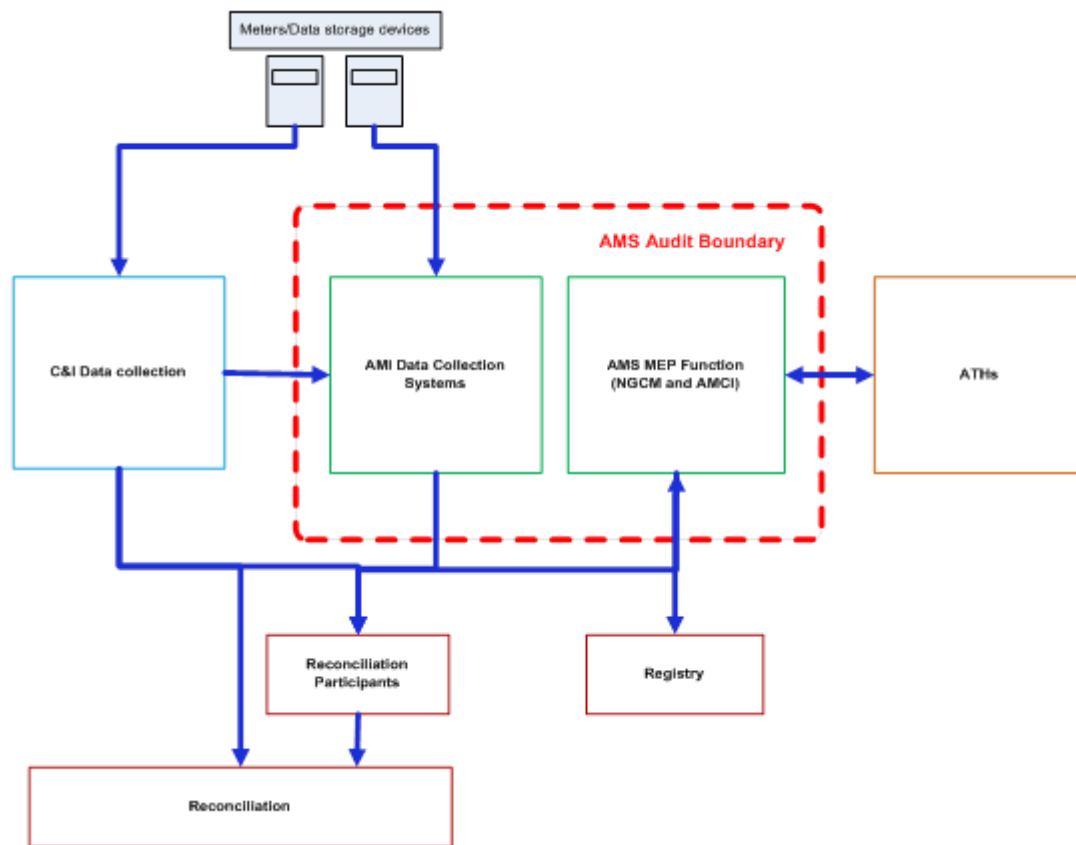 Meters/Data storage devices
AMS Audit Boundary
C&I Data collection
AMI Data Collection
Systems
AMS MEP Function
(NGCM and AMCI)
ATHs
Reconciliation
Participants
Registry
Reconciliation